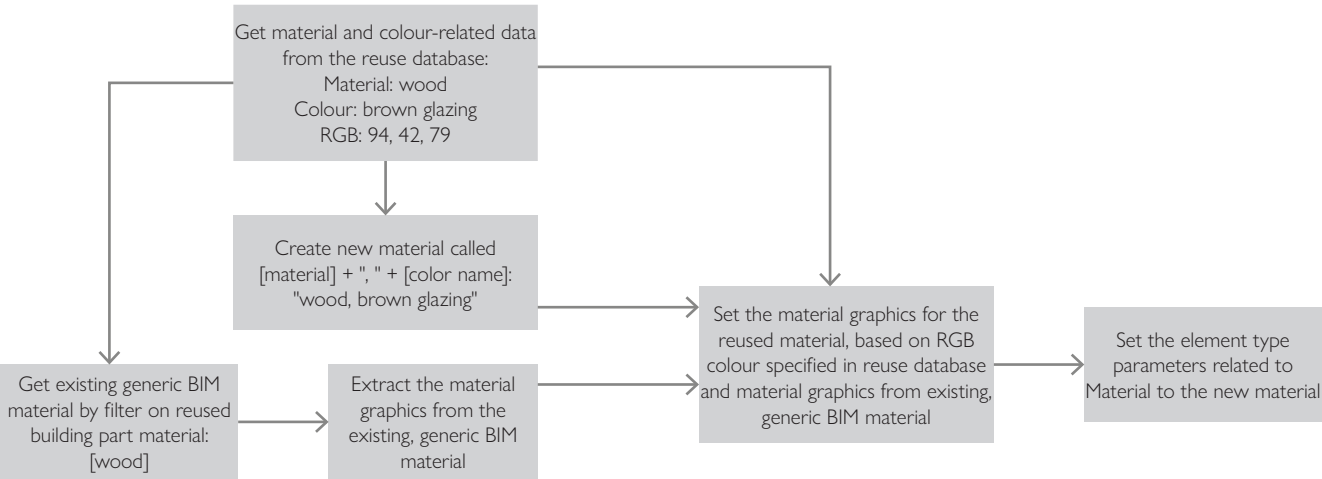 Get material and colour-related data
from the reuse database:
Material: wood
Colour: brown glazing
RGB: 94, 42, 79
Create new material called
[material] + ", " + [color name]:
"wood, brown glazing"
Get existing generic BIM
material by filter on reused
building part material:
[wood]
Extract the material
graphics from the
existing, generic BIM
material
Set the material graphics for the
reused material, based on RGB
colour specified in reuse database
and material graphics from existing,
generic BIM material
Set the element type
parameters related to
Material to the new material